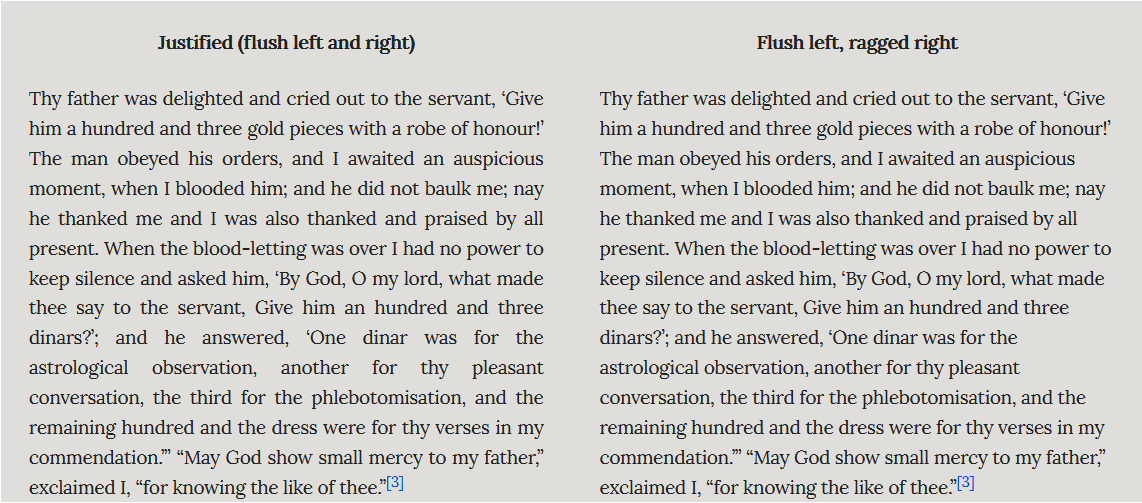 Justified (flush left and right)
Thy father was delighted and cried out to the servant, ‘Give
him a hundred and three gold pieces with a robe of honour!’
The man obeyed his orders, and I awaited an auspicious
moment, when I blooded him; and he did not baulk me; nay
he thanked me and I was also thanked and praised by all
present. When the blood-letting was over I had no power to
keep silence and asked him, ‘By God, O my lord, what made
thee say to the servant, Give him an hundred and three
dinars?’; and he answered, ‘One dinar was for the
astrological observation, another for thy pleasant
conversation, the third for the phlebotomisation, and the
remaining hundred and the dress were for thy verses in my
commendation.’” “May God show small mercy to my father,”
exclaimed I, “for knowing the like of thee.”[3]
Flush left, ragged right
Thy father was delighted and cried out to the servant, ‘Give
him a hundred and three gold pieces with a robe of honour!’
The man obeyed his orders, and I awaited an auspicious
moment, when I blooded him; and he did not baulk me; nay
he thanked me and I was also thanked and praised by all
present. When the blood-letting was over I had no power to
keep silence and asked him, ‘By God, O my lord, what made
thee say to the servant, Give him an hundred and three
dinars?’; and he answered, ‘One dinar was for the
astrological observation, another for thy pleasant
conversation, the third for the phlebotomisation, and the
remaining hundred and the dress were for thy verses in my
commendation.’” “May God show small mercy to my father,”
exclaimed I, “for knowing the like of thee.”[3]